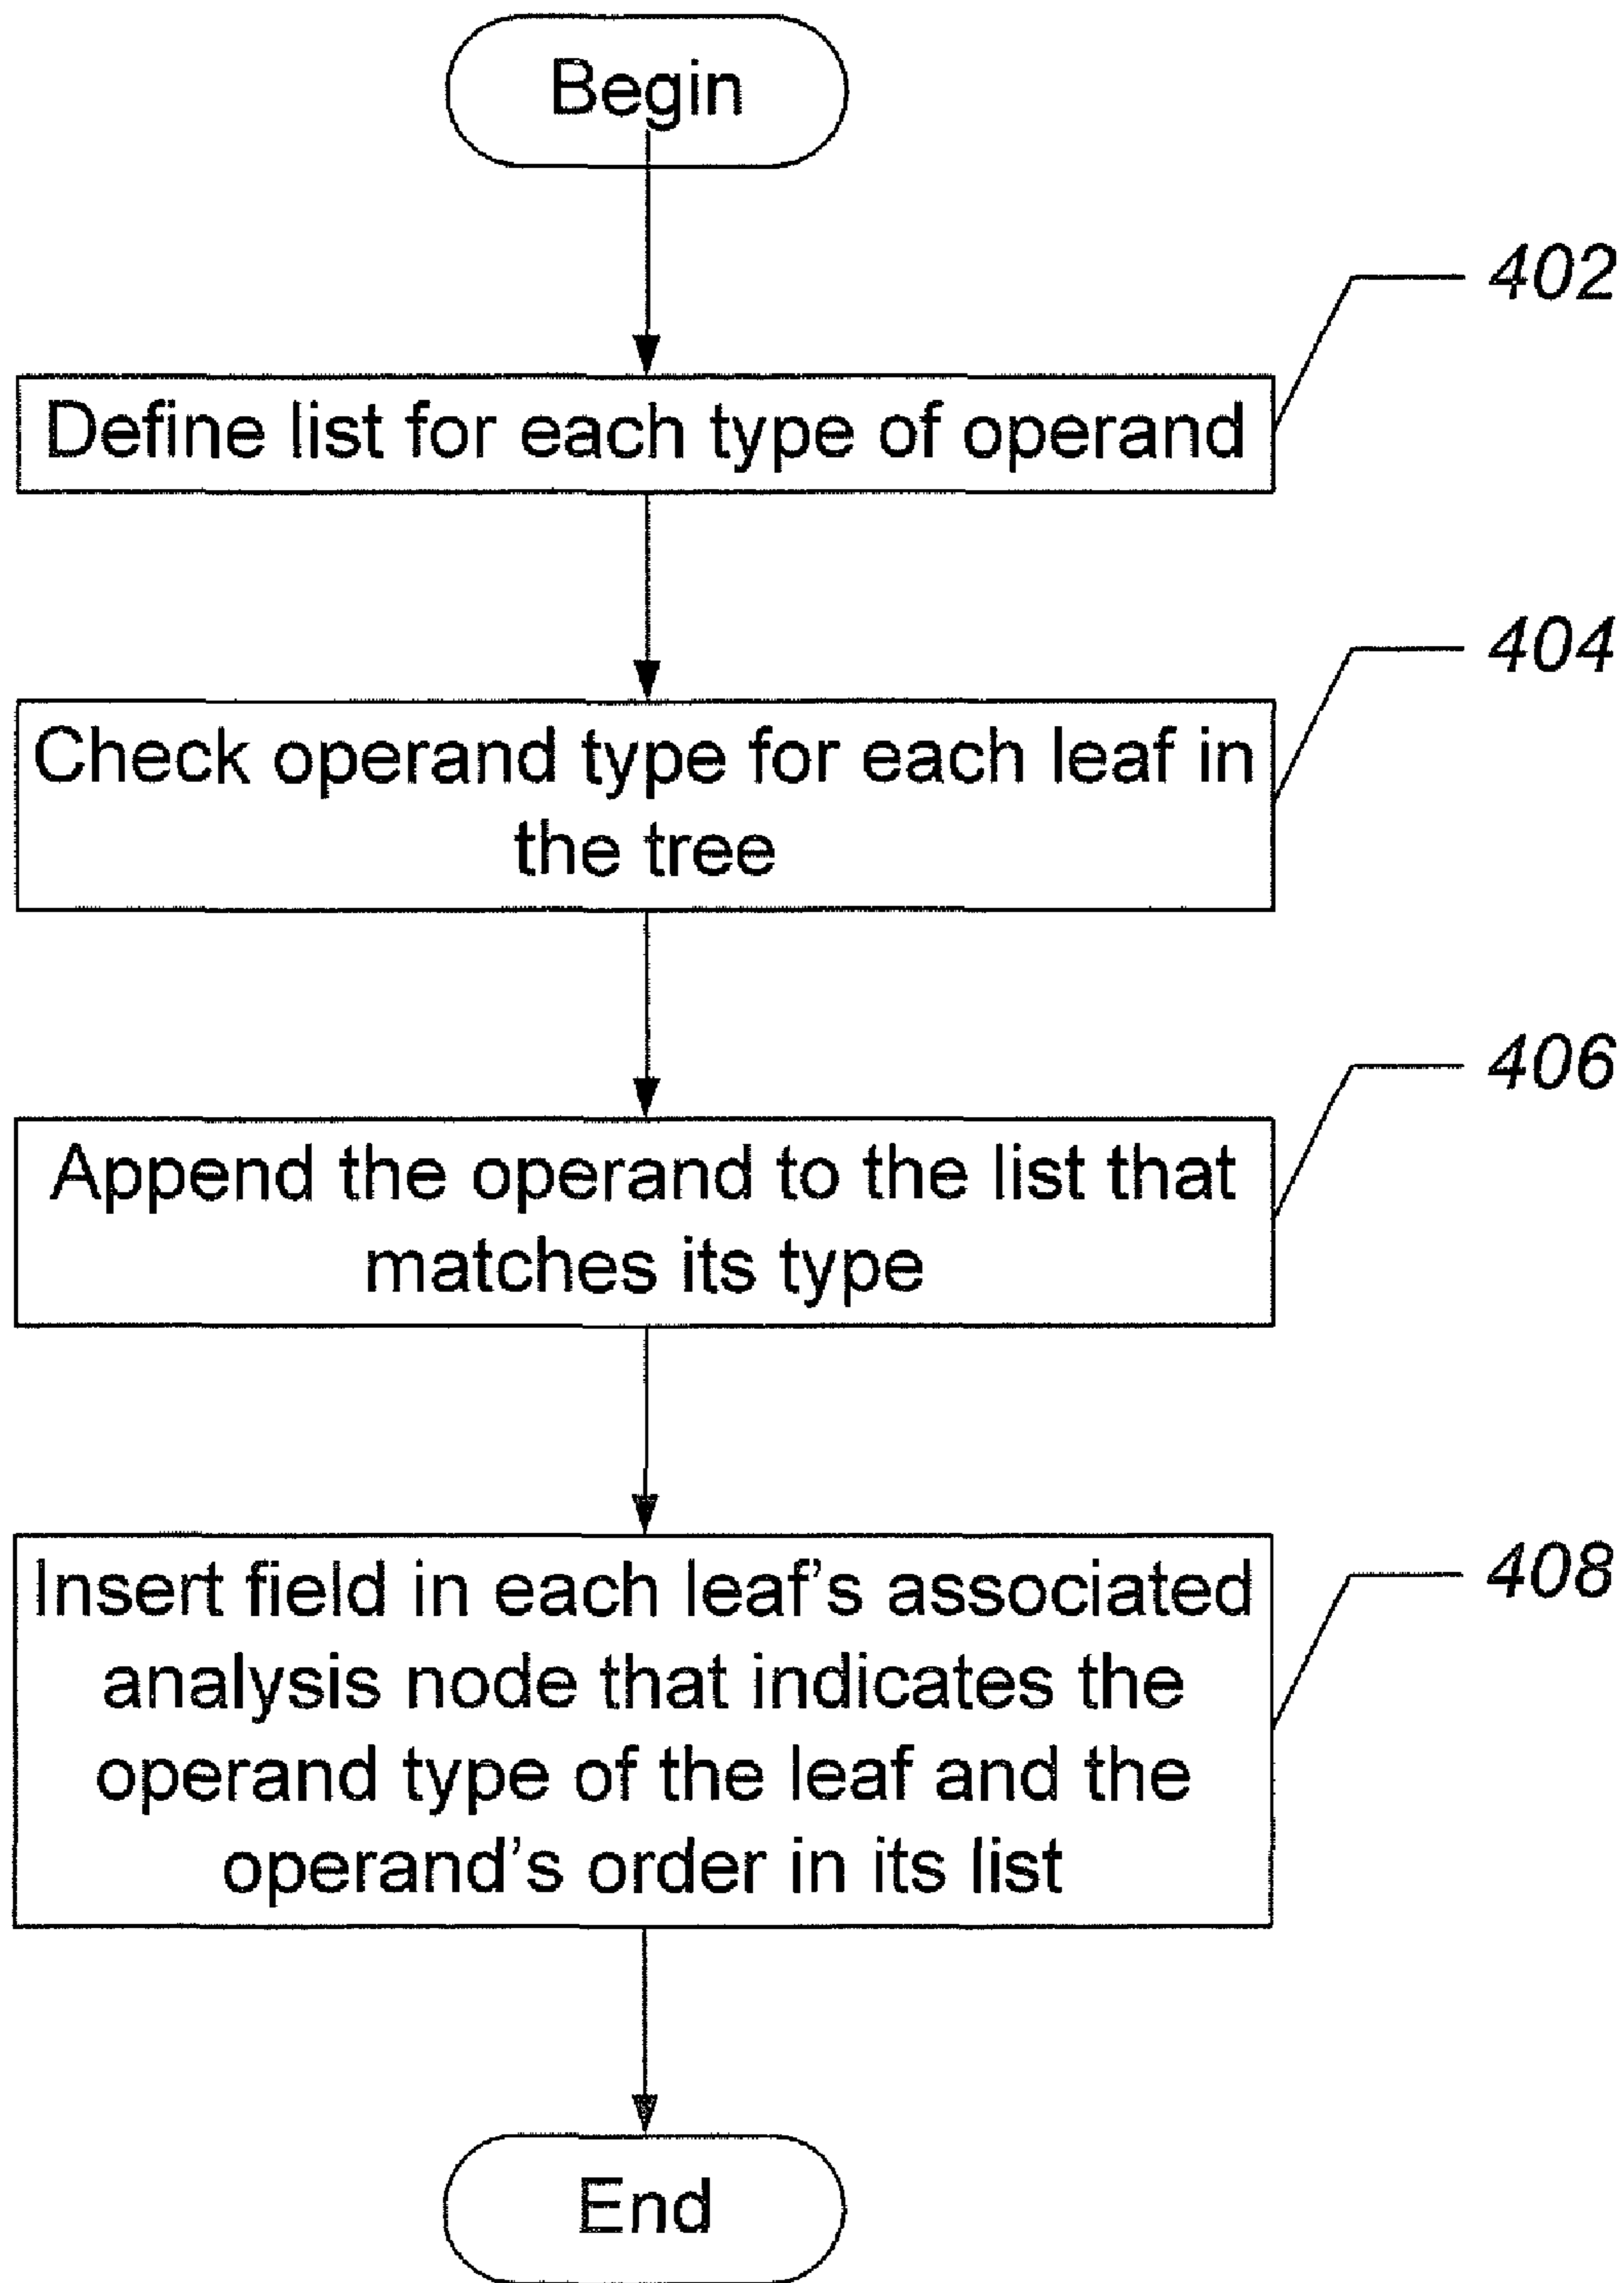 Begin
402
Define list for each type of operand
404
Check operand type for each leaf in
the tree
406
Append the operand to the list that
matches its type
408
Insert field in each leaf's associated
analysis node that indicates the
operand type of the leaf and the
operand's order in its list
End